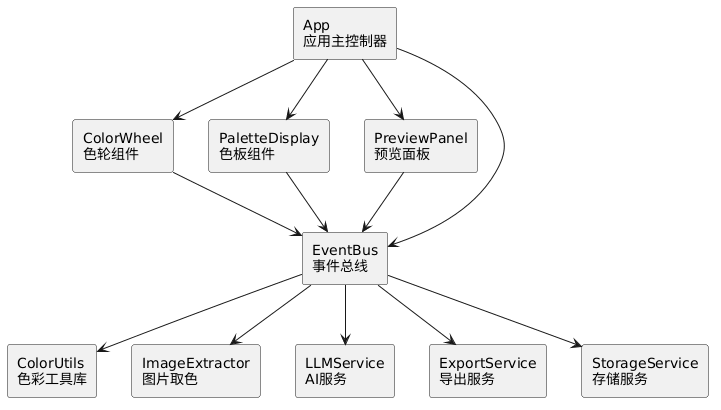 App
应用主控制器
ColorWheel
色轮组件
PaletteDisplay
色板组件
PreviewPanel
预览面板
EventBus
事件总线
ColorUtils
色彩工具库
ImageExtractor
图片取色
LLMService
AI服务
ExportService
导出服务
StorageService
存储服务